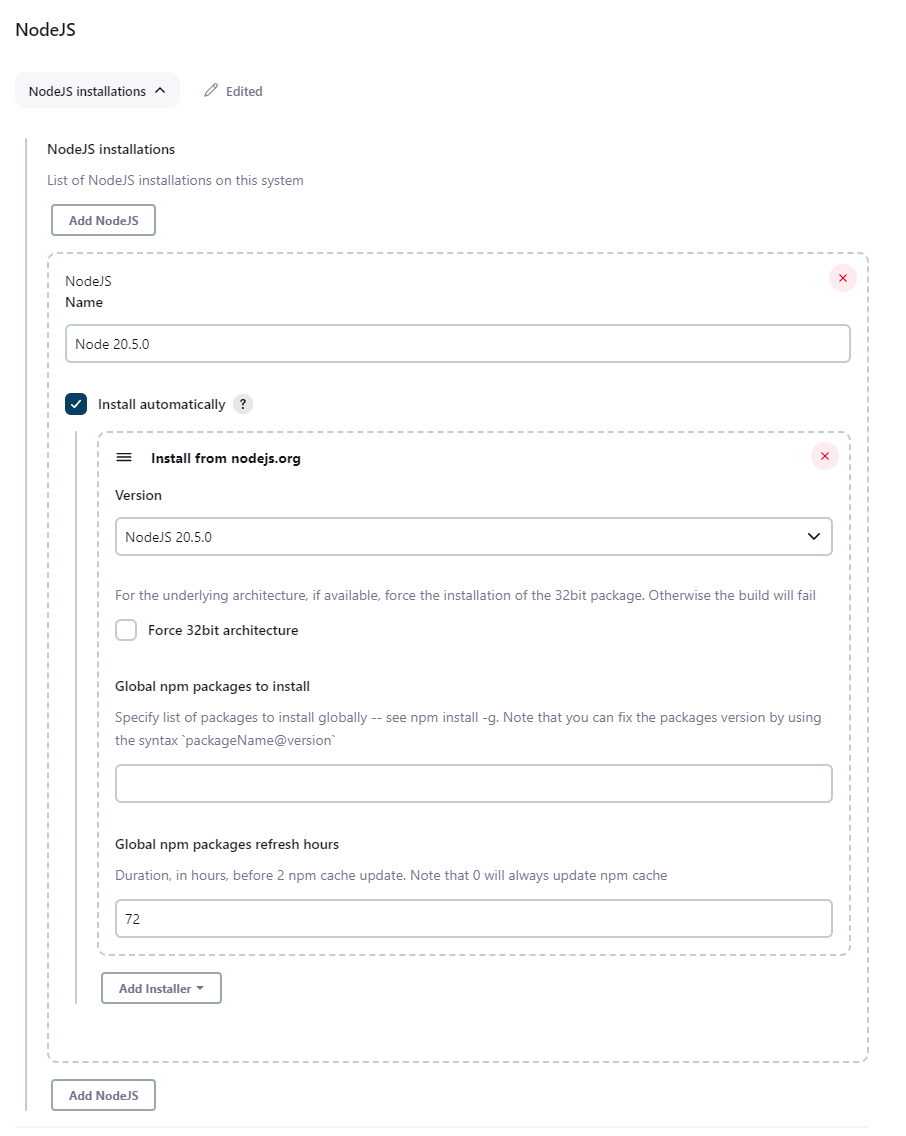 NodeJS
NodeJS installations
Edited
NodeJS installations
List of NodeJS installations on this system
Add NodeJS
NodeJS
Name
Node 20.5.0
Install automatically ?
Install from nodejs.org
Version
NodeJS 20.5.0
For the underlying architecture, if available, force the installation of the 32bit package. Otherwise the build will fail
Force 32bit architecture
Global npm packages to install
Specify list of packages to install globally -- see npm install -g. Note that you can fix the packages version by using
the syntax `packageName@version`
Global npm packages refresh hours
Duration, in hours, before 2 npm cache update. Note that 0 will always update npm cache
72
Add Installer
Add NodeJS